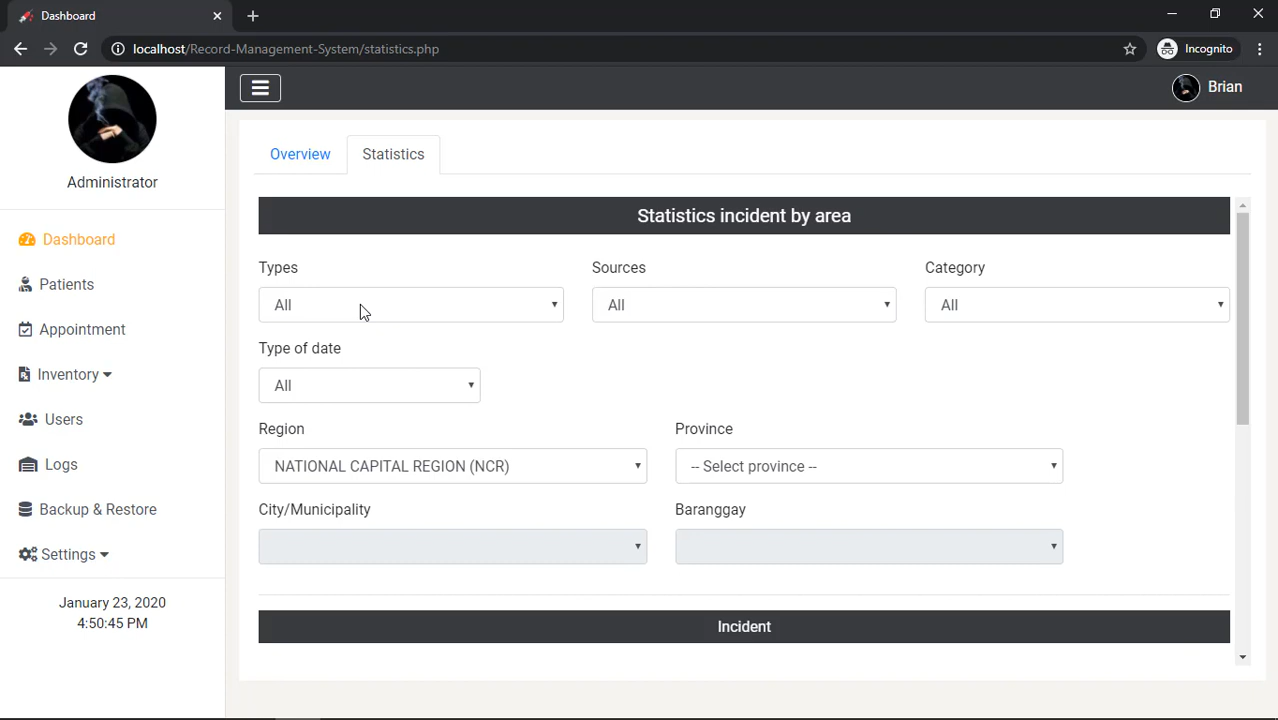 Dashboard
localhost/Record-Management-System/statistics.php
Incognito
Brian
Administrator
Dashboard
Patients
Appointment
Inventory
Users
Logs
Backup & Restore
Settings
January 23, 2020
4:50:45 PM
Overview
Statistics
Statistics incident by area
Types
Sources
Category
All
All
All
Type of date
All
Region
Province
NATIONAL CAPITAL REGION (NCR)
-- Select province --
City/Municipality
Baranggay
Incident